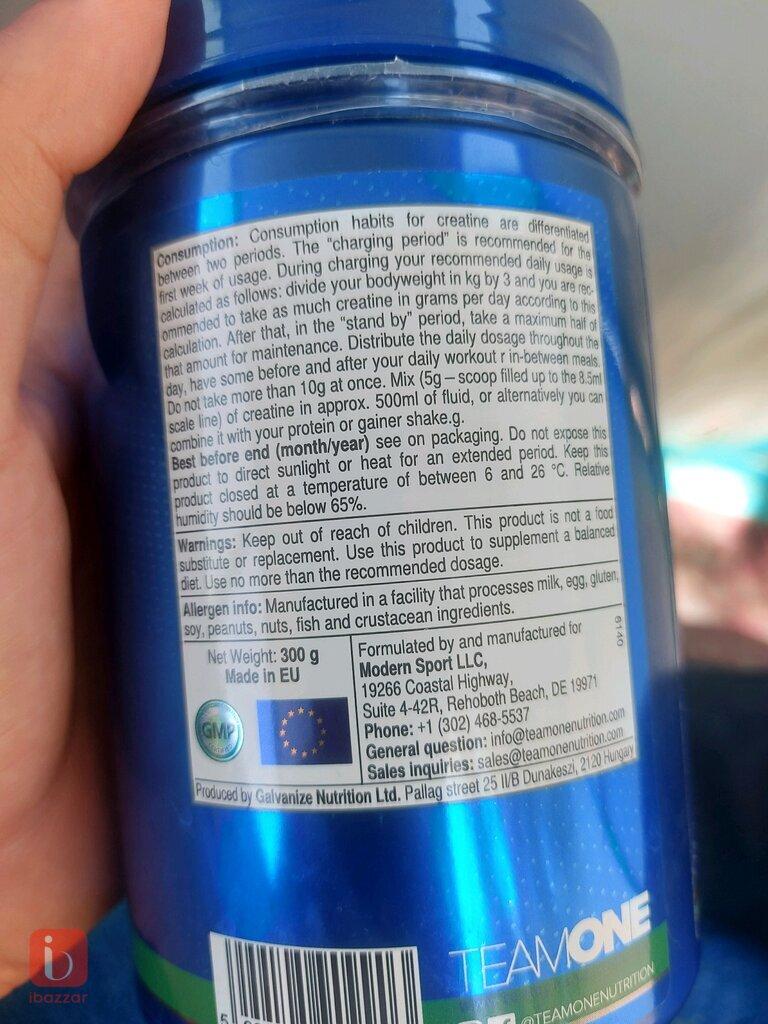 Consumption: Consumption habits for creatine are differentiated
between two periods. The "charging period" is recommended for the
first week of usage. During charging your recommended daily usage is
calculated as follows: divide your bodyweight in kg by 3 and you are rec-
ommended to take as much creatine in grams per day according to this
calculation. After that, in the "stand by" period, take a maximum half of
that amount for maintenance. Distribute the daily dosage throughout the
day, have some before and after your daily workout r in-between meals.
Do not take more than 10g at once. Mix (5g – scoop filled up to the 8.5ml
scale line) of creatine in approx. 500ml of fluid, or alternatively you can
combine it with your protein or gainer shake.g.
Best before end (month/year) see on packaging. Do not expose this
product to direct sunlight or heat for an extended period. Keep this
product closed at a temperature of between 6 and 26 °C. Relative
humidity should be below 65%.
Warnings: Keep out of reach of children. This product is not a food
substitute or replacement. Use this product to supplement a balanced
diet. Use no more than the recommended dosage.
Allergen info: Manufactured in a facility that processes milk, egg, gluten,
soy, peanuts, nuts, fish and crustacean ingredients.
Net Weight: 300 g
Made in EU
GMP
Formulated by and manufactured for
Modern Sport LLC,
19266 Coastal Highway,
Suite 4-42R, Rehoboth Beach, DE 19971
Phone: +1 (302) 468-5537
General question: info@teamonenutrition.com
Sales inquiries: sales@teamonenutrition.com
6140
Produced by Galvanize Nutrition Ltd. Pallag street 25 II/B Dunakeszi, 2120 Hungary
TEAMONE
@TEAMONENUTRITION
ibazzar